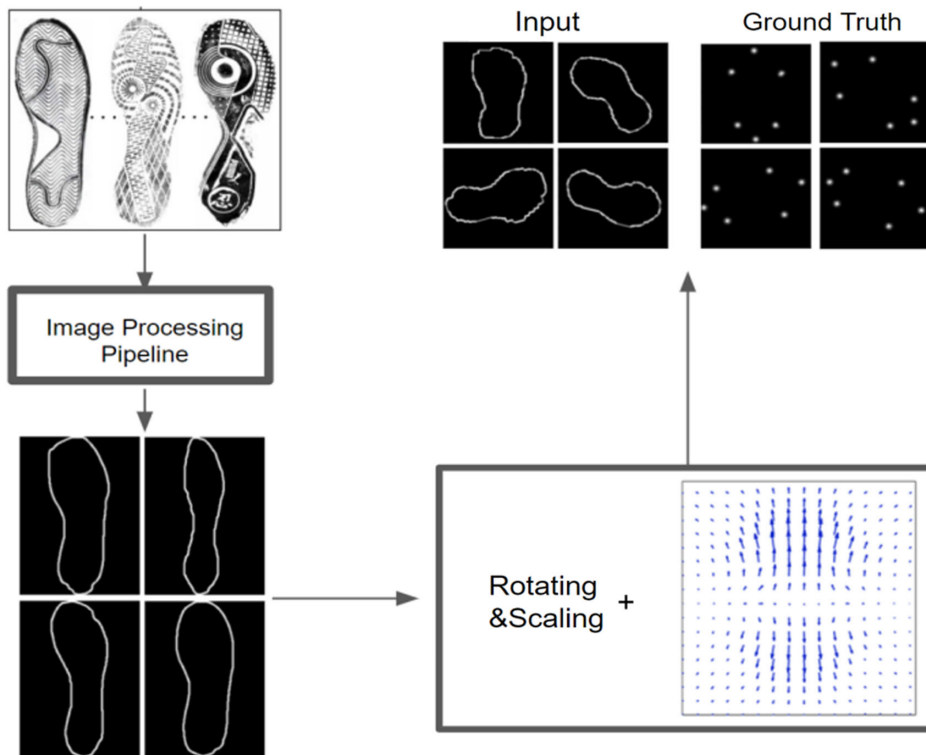 Input
Ground Truth
Image Processing
Pipeline
Rotating
&Scaling +